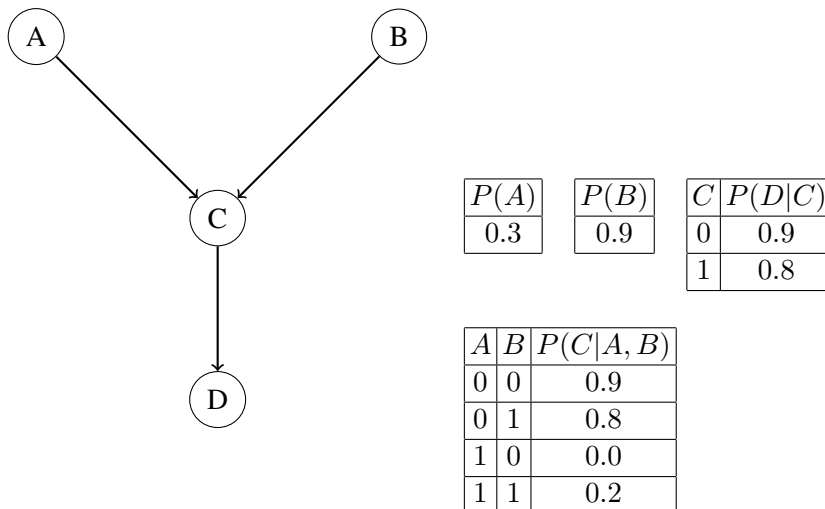 A
B
C
D
P(A)
0.3
P(B)
0.9
C P(D|C)
0 0.9
1 0.8
A B P(C|A, B)
0 0 0.9
0 1 0.8
1 0 0.0
1 1 0.2